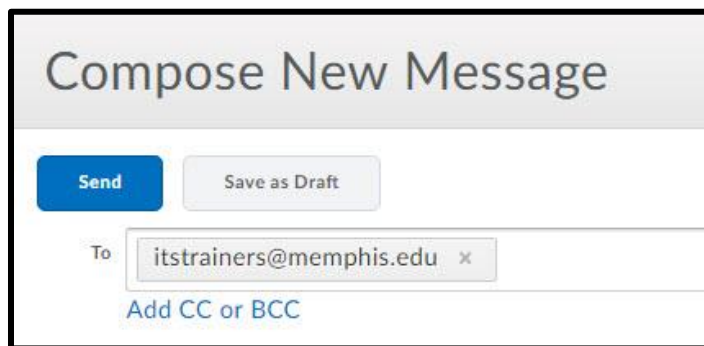 Compose New Message
Send Save as Draft
To itstrainers@memphis.edu ×
Add CC or BCC